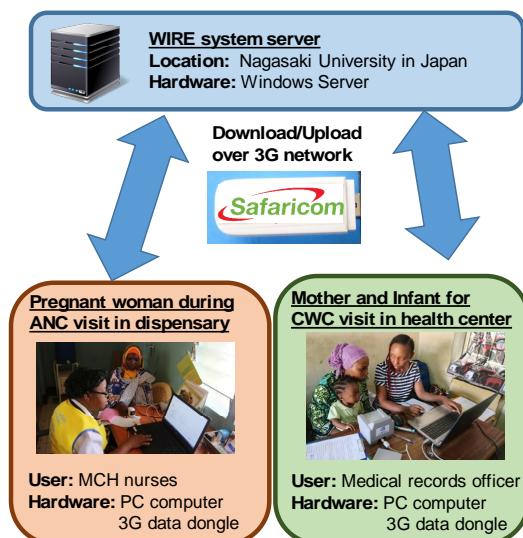 WIRE system server
Location: Nagasaki University in Japan
Hardware: Windows Server
Download/Upload
over 3G network
Safaricom
Pregnant woman during
ANC visit in dispensary
User: MCH nurses
Hardware: PC computer
3G data dongle
Mother and Infant for
CWC visit in health center
User: Medical records officer
Hardware: PC computer
3G data dongle